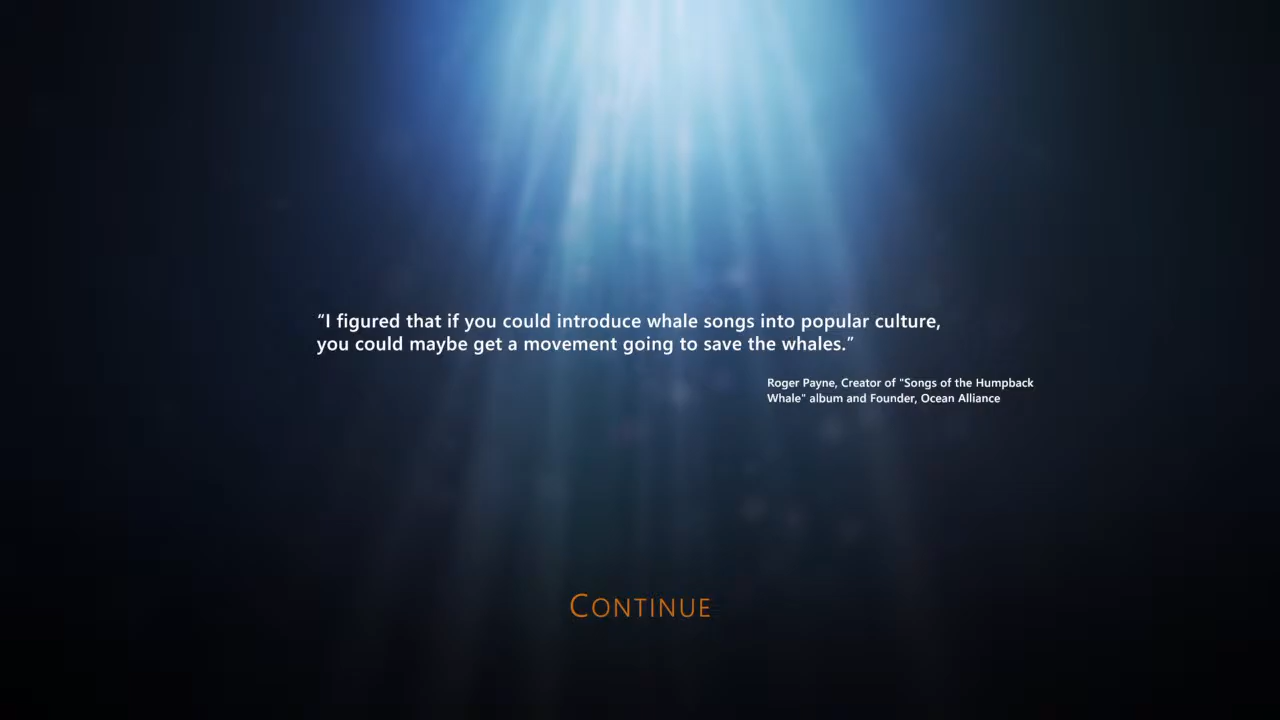 “I figured that if you could introduce whale songs into popular culture,
you could maybe get a movement going to save the whales.”
Roger Payne, Creator of "Songs of the Humpback
Whale" album and Founder, Ocean Alliance
CONTINUE